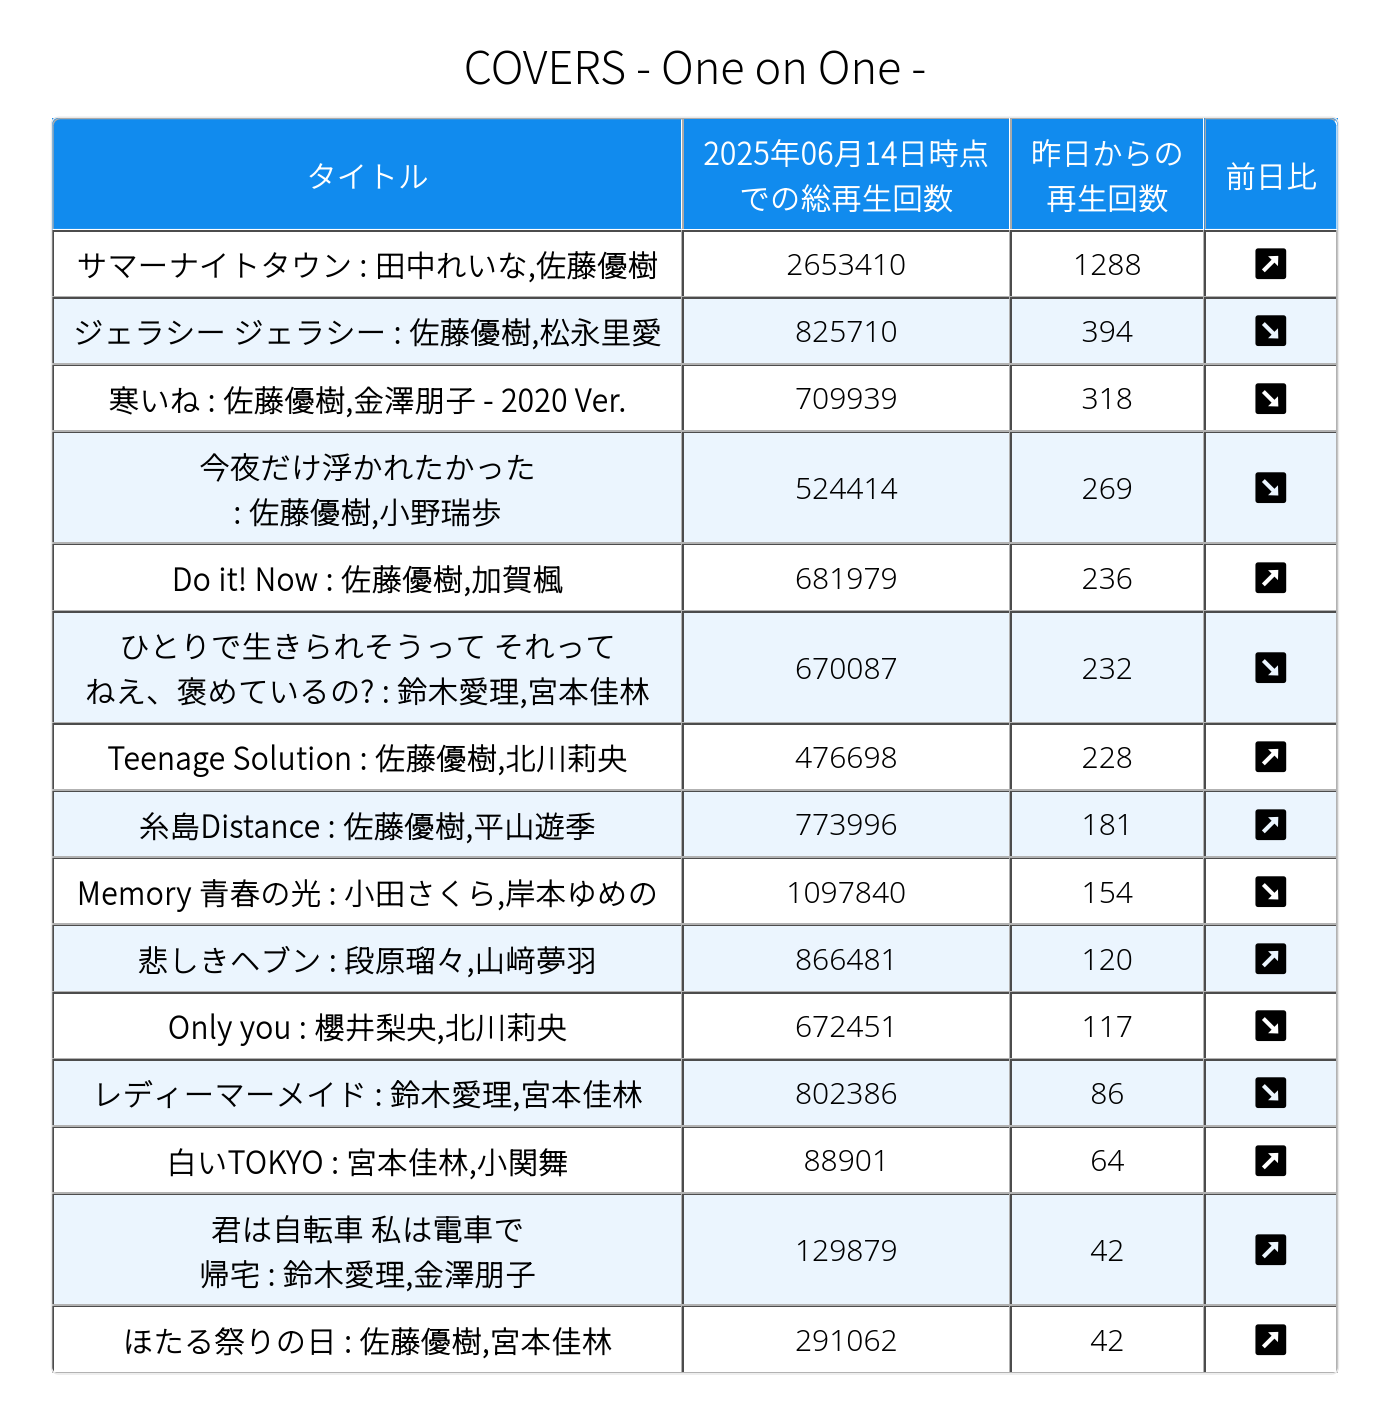 COVERS - One on One -
タイトル
2025年06月14日時点
での総再生回数
昨日からの
再生回数
前日比
サマーナイトタウン : 田中れいな,佐藤優樹
2653410
1288
ジェラシー ジェラシー : 佐藤優樹,松永里愛
825710
394
寒いね : 佐藤優樹,金澤朋子 - 2020 Ver.
709939
318
今夜だけ浮かれたかった
: 佐藤優樹,小野瑞歩
524414
269
Do it! Now : 佐藤優樹,加賀楓
681979
236
ひとりで生きられそうって それって
ねえ、褒めているの? : 鈴木愛理,宮本佳林
670087
232
Teenage Solution : 佐藤優樹,北川莉央
476698
228
糸島Distance : 佐藤優樹,平山遊季
773996
181
Memory 青春の光 : 小田さくら,岸本ゆめの
1097840
154
悲しきヘブン : 段原瑠々,山﨑夢羽
866481
120
Only you : 櫻井梨央,北川莉央
672451
117
レディーマーメイド : 鈴木愛理,宮本佳林
802386
86
白いTOKYO : 宮本佳林,小関舞
88901
64
君は自転車 私は電車で
帰宅 : 鈴木愛理,金澤朋子
129879
42
ほたる祭りの日 : 佐藤優樹,宮本佳林
291062
42